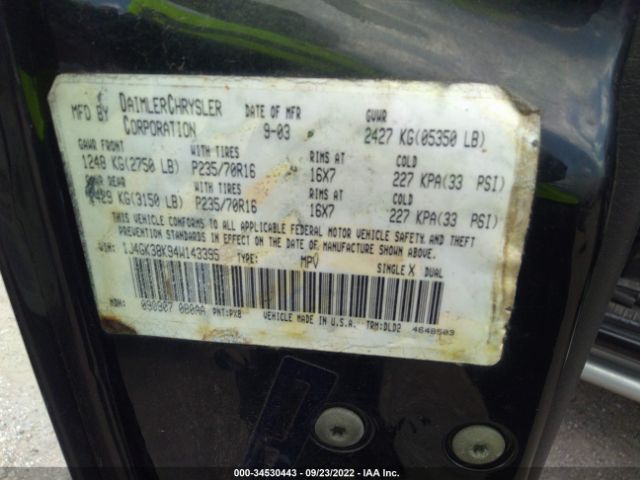 MFD BY DAIMLERCHRYSLER CORPORATION DATE OF MFR 9-03 GVWR 2427 KG(05350 LB)
GAWR FRONT WITH TIRES RIMS AT COLD
1248 KG(2750 LB) P235/70R16 16X7 227 KPA(33 PSI)
REAR WITH TIRES RIMS AT COLD
1429 KG(3150 LB) P235/70R16 16X7 227 KPA(33 PSI)
THIS VEHICLE CONFORMS TO ALL APPLICABLE FEDERAL MOTOR VEHICLE SAFETY AND THEFT
PREVENTION STANDARDS IN EFFECT ON THE DATE OF MANUFACTURE SHOWN ABOVE.
VIN: 1J4GK38K94W143395 TYPE: MPV SINGLE X DUAL
MDH: 090907 080AA PNT:PX8 VEHICLE MADE IN U.S.A. TRM:DLD2 4648503
000-34530443 - 09/23/2022 - IAA Inc.